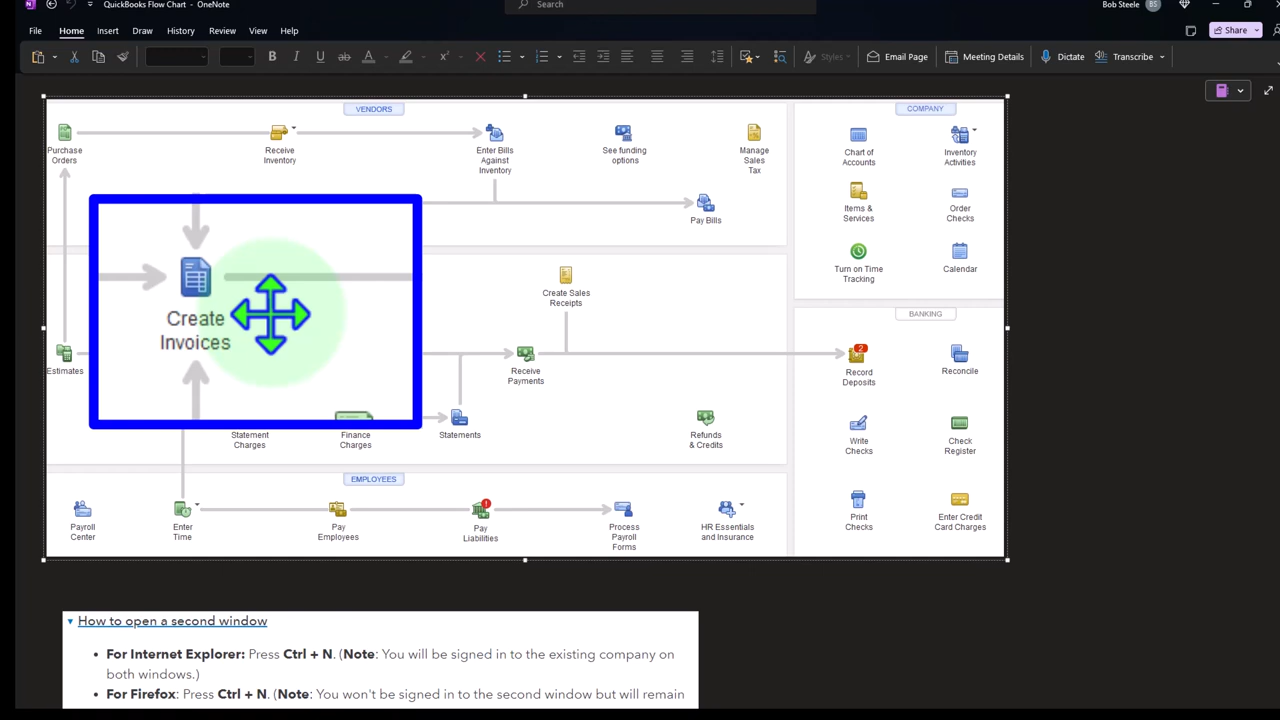 QuickBooks Flow Chart - OneNote
Search
Bob Steele
BS
File
Home
Insert
Draw
History
Review
View
Help
Share
Email Page
Meeting Details
Dictate
Transcribe
Styles
VENDORS
Purchase
Orders
Receive
Inventory
Enter Bills
Against
Inventory
See funding
options
Manage
Sales
Tax
Pay Bills
Create
Invoices
Create Sales
Receipts
Estimates
Receive
Payments
Statement
Charges
Finance
Charges
Statements
Refunds
& Credits
EMPLOYEES
Payroll
Center
Enter
Time
Pay
Employees
Pay
Liabilities
Process
Payroll
Forms
HR Essentials
and Insurance
COMPANY
Chart of
Accounts
Inventory
Activities
Items &
Services
Order
Checks
Turn on Time
Tracking
Calendar
BANKING
2
Record
Deposits
Reconcile
Write
Checks
Check
Register
Print
Checks
Enter Credit
Card Charges
How to open a second window
• For Internet Explorer: Press Ctrl + N. (Note: You will be signed in to the existing company on
both windows.)
• For Firefox: Press Ctrl + N. (Note: You won't be signed in to the second window but will remain